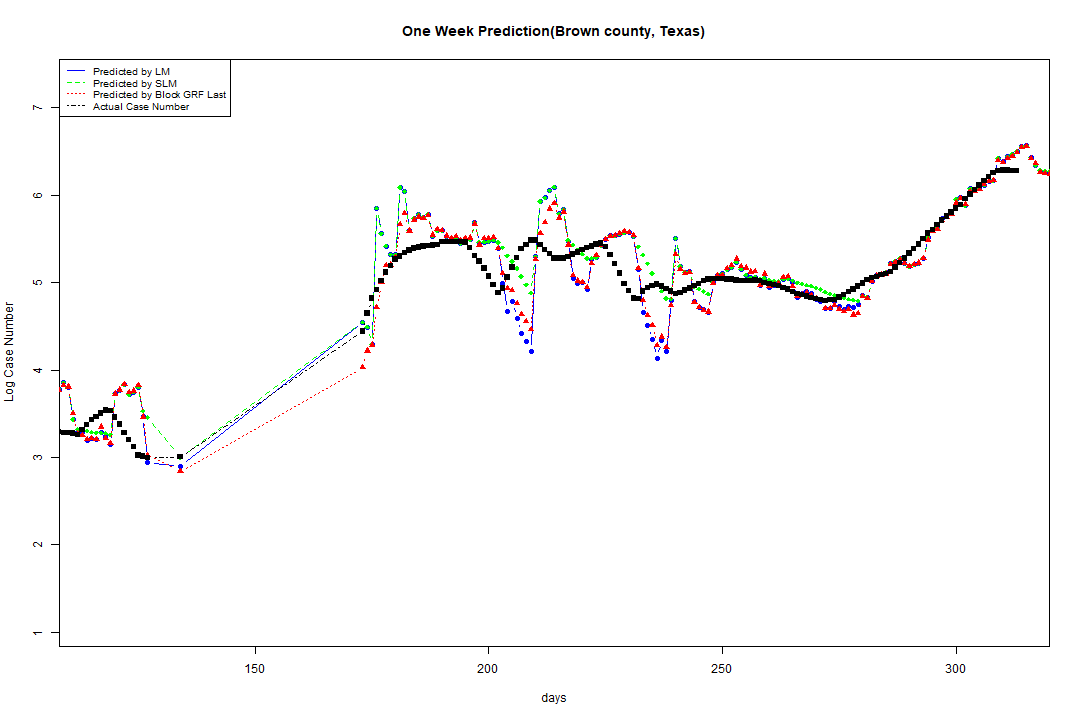 One Week Prediction(Brown county, Texas)
Predicted by LM
Predicted by SLM
Predicted by Block GRF Last
Actual Case Number
7
6
5
4
3
2
1
Log Case Number
150 200 250 300
days